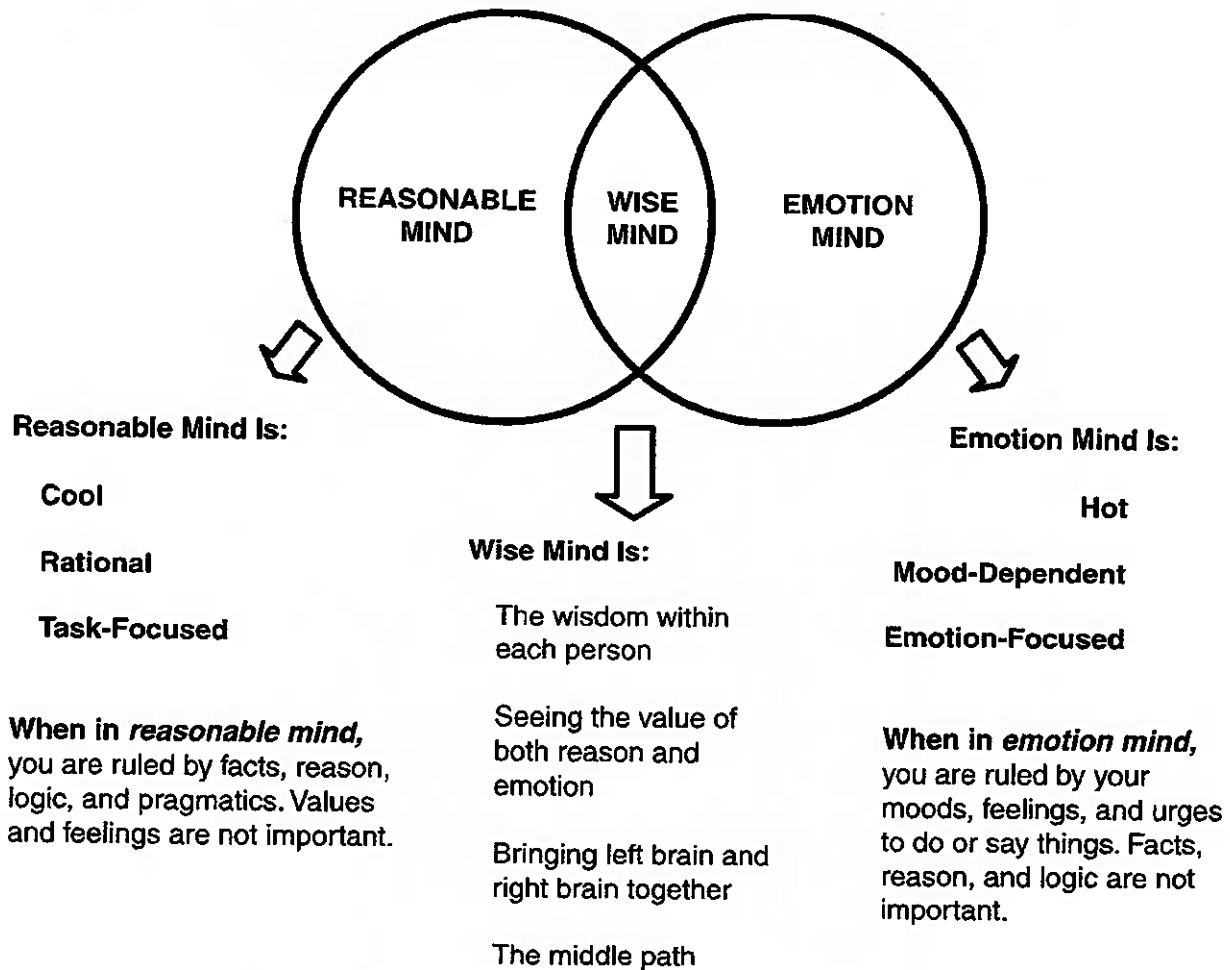 REASONABLE
MIND
WISE
MIND
EMOTION
MIND
Reasonable Mind Is:
Cool
Rational
Task-Focused
When in reasonable mind,
you are ruled by facts, reason,
logic, and pragmatics. Values
and feelings are not important.
Wise Mind Is:
The wisdom within
each person
Seeing the value of
both reason and
emotion
Bringing left brain and
right brain together
The middle path
Emotion Mind Is:
Hot
Mood-Dependent
Emotion-Focused
When in emotion mind,
you are ruled by your
moods, feelings, and urges
to do or say things. Facts,
reason, and logic are not
important.